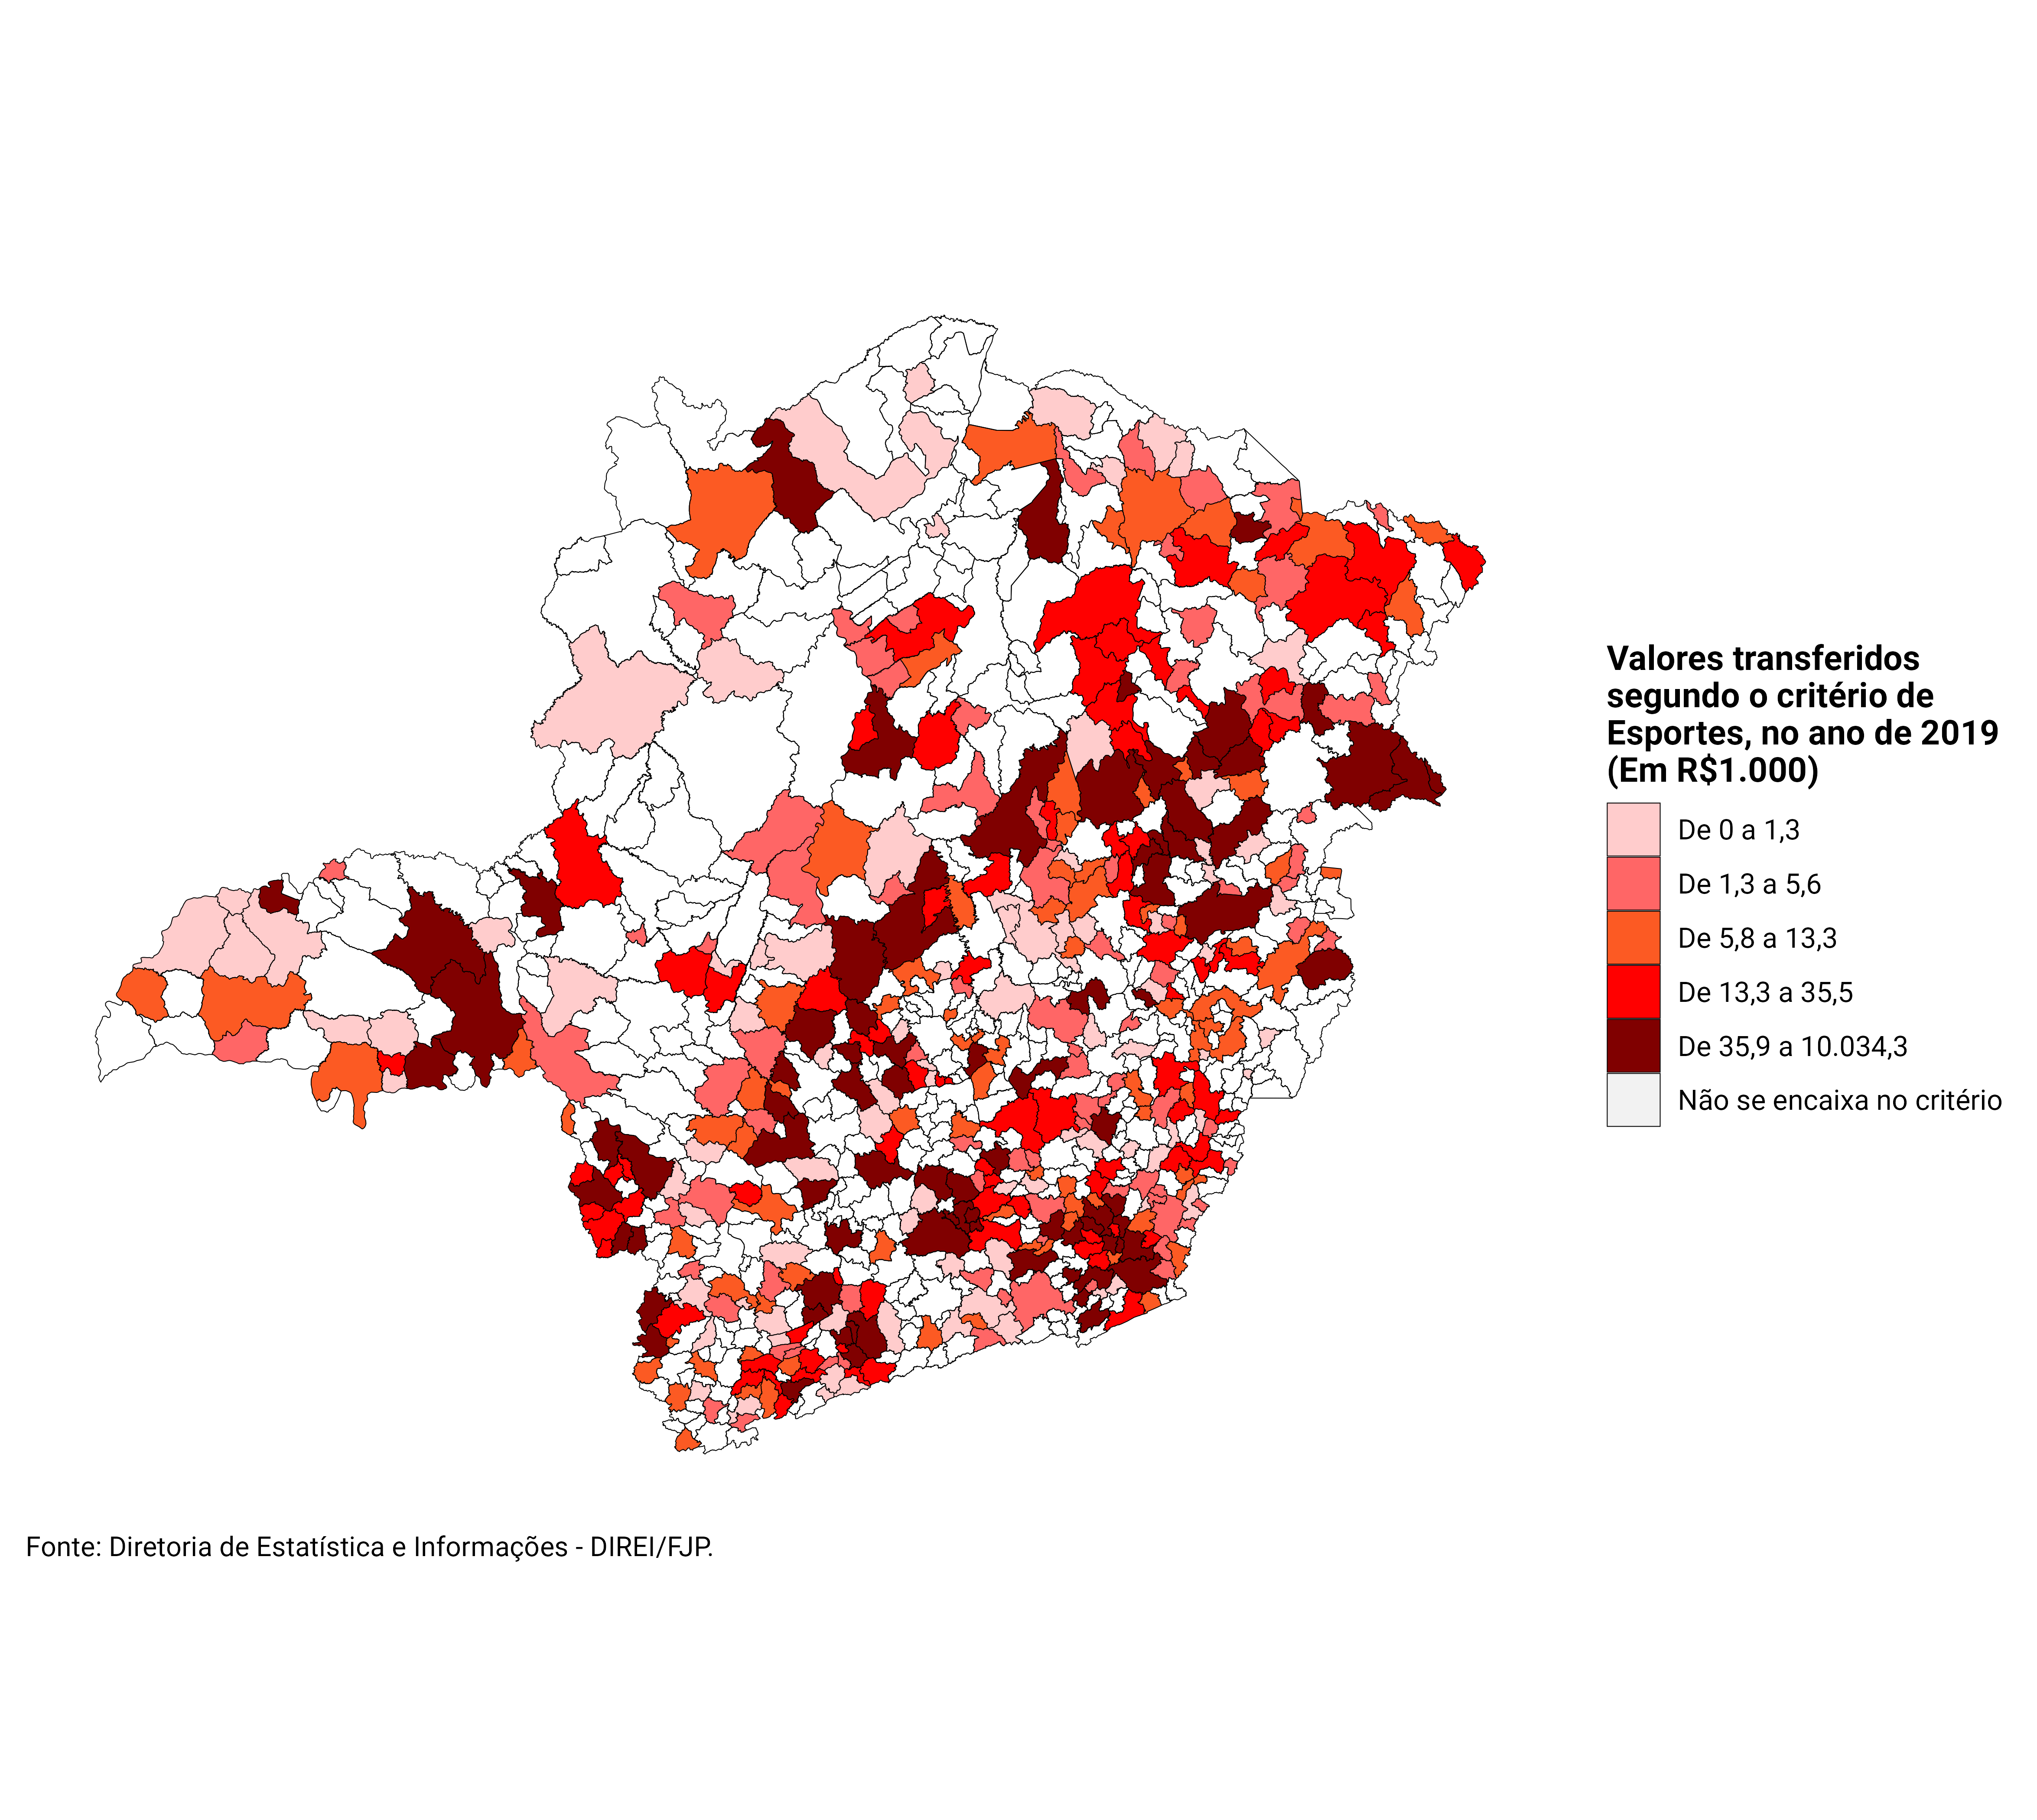 Valores transferidos
segundo o critério de
Esportes, no ano de 2019
(Em R$1.000)
De 0 a 1,3
De 1,3 a 5,6
De 5,8 a 13,3
De 13,3 a 35,5
De 35,9 a 10.034,3
Não se encaixa no critério
Fonte: Diretoria de Estatística e Informações - DIREI/FJP.